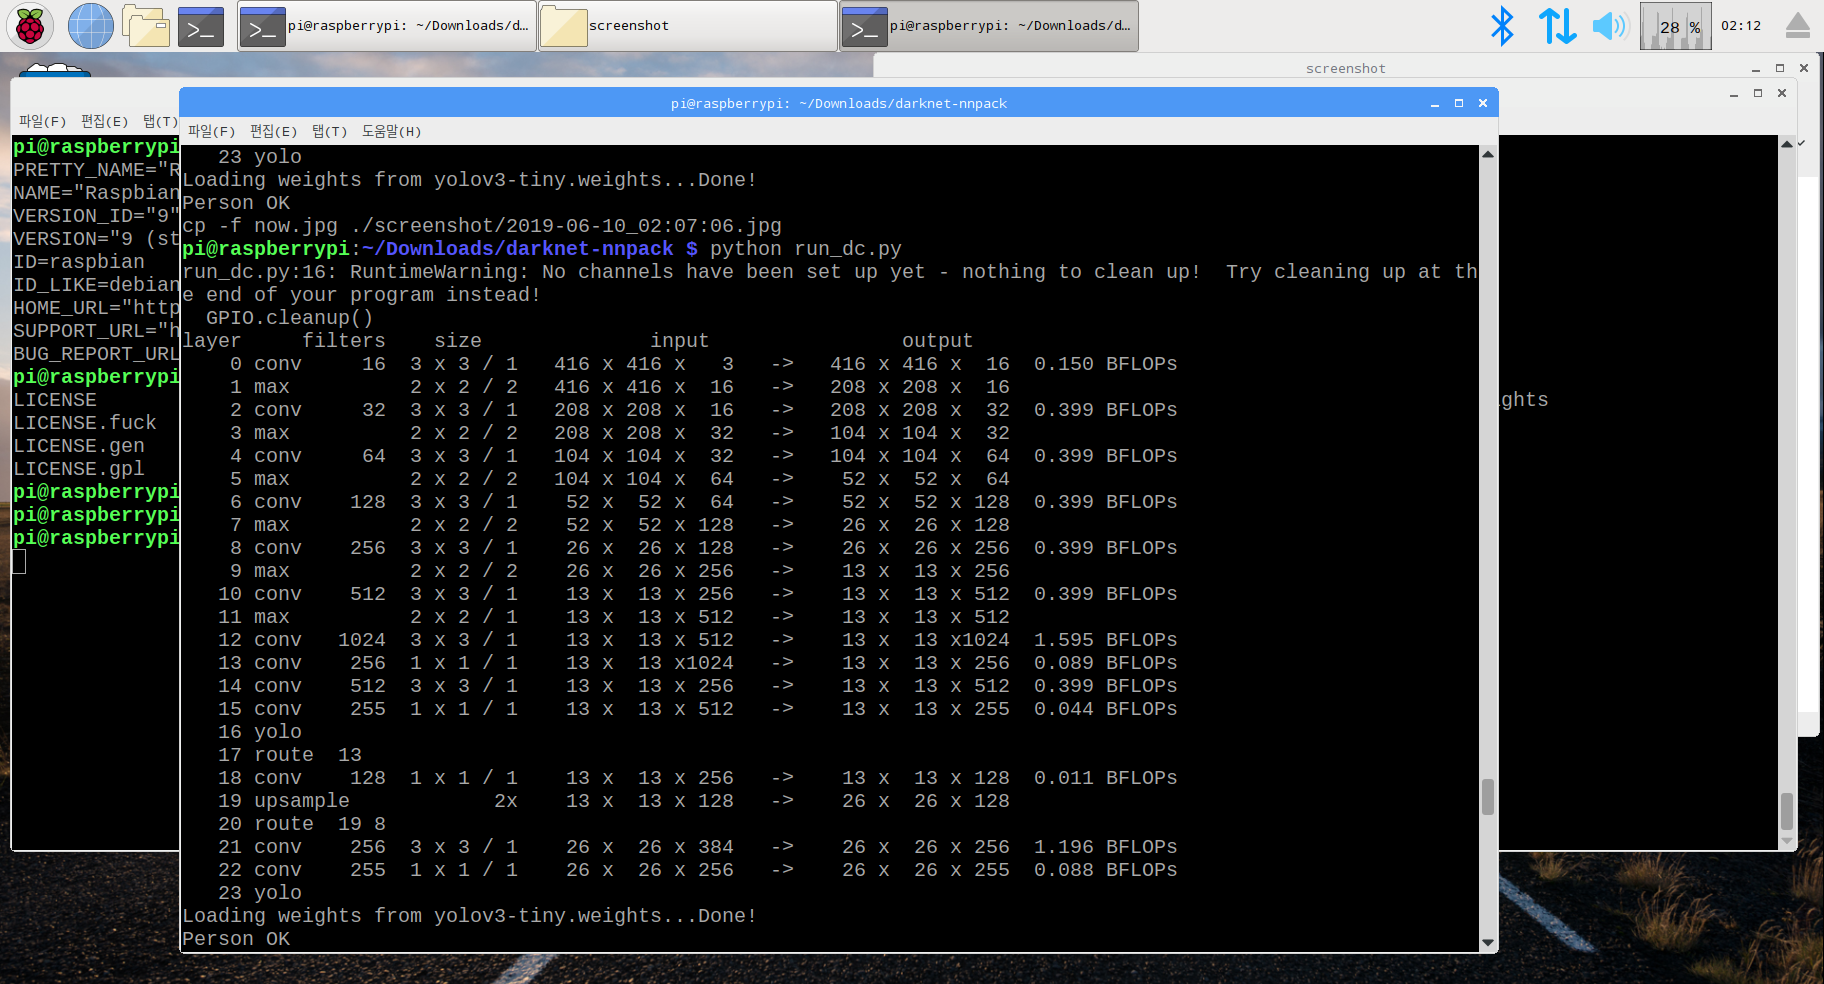 pi@raspberrypi: ~/Downloads/d...
screenshot
pi@raspberrypi: ~/Downloads/d...
28 %
02:12
screenshot
파일(F) 편집(E) 탭(T)
pi@raspberrypi
PRETTY_NAME="R
NAME="Raspbian
VERSION_ID="9"
VERSION="9 (st
ID=raspbian
ID_LIKE=debian
HOME_URL="http
SUPPORT_URL="h
BUG_REPORT_URL
pi@raspberrypi
LICENSE
LICENSE.fuck
LICENSE.gen
LICENSE.gpl
pi@raspberrypi
pi@raspberrypi
pi@raspberrypi
ghts
pi@raspberrypi: ~/Downloads/darknet-nnpack
파일(F) 편집(E) 탭(T) 도움말(H)
23 yolo
Loading weights from yolov3-tiny.weights...Done!
Person OK
cp -f now.jpg ./screenshot/2019-06-10_02:07:06.jpg
pi@raspberrypi:~/Downloads/darknet-nnpack $ python run_dc.py
run_dc.py:16: RuntimeWarning: No channels have been set up yet - nothing to clean up!  Try cleaning up at th
e end of your program instead!
GPIO.cleanup()
layer     filters    size              input                output
0 conv     16  3 x 3 / 1   416 x 416 x   3   ->   416 x 416 x  16  0.150 BFLOPs
1 max          2 x 2 / 2   416 x 416 x  16   ->   208 x 208 x  16
2 conv     32  3 x 3 / 1   208 x 208 x  16   ->   208 x 208 x  32  0.399 BFLOPs
3 max          2 x 2 / 2   208 x 208 x  32   ->   104 x 104 x  32
4 conv     64  3 x 3 / 1   104 x 104 x  32   ->   104 x 104 x  64  0.399 BFLOPs
5 max          2 x 2 / 2   104 x 104 x  64   ->    52 x  52 x  64
6 conv    128  3 x 3 / 1    52 x  52 x  64   ->    52 x  52 x 128  0.399 BFLOPs
7 max          2 x 2 / 2    52 x  52 x 128   ->    26 x  26 x 128
8 conv    256  3 x 3 / 1    26 x  26 x 128   ->    26 x  26 x 256  0.399 BFLOPs
9 max          2 x 2 / 2    26 x  26 x 256   ->    13 x  13 x 256
10 conv    512  3 x 3 / 1    13 x  13 x 256   ->    13 x  13 x 512  0.399 BFLOPs
11 max          2 x 2 / 1    13 x  13 x 512   ->    13 x  13 x 512
12 conv   1024  3 x 3 / 1    13 x  13 x 512   ->    13 x  13 x1024  1.595 BFLOPs
13 conv    256  1 x 1 / 1    13 x  13 x1024   ->    13 x  13 x 256  0.089 BFLOPs
14 conv    512  3 x 3 / 1    13 x  13 x 256   ->    13 x  13 x 512  0.399 BFLOPs
15 conv    255  1 x 1 / 1    13 x  13 x 512   ->    13 x  13 x 255  0.044 BFLOPs
16 yolo
17 route  13
18 conv    128  1 x 1 / 1    13 x  13 x 256   ->    13 x  13 x 128  0.011 BFLOPs
19 upsample            2x    13 x  13 x 128   ->    26 x  26 x 128
20 route  19 8
21 conv    256  3 x 3 / 1    26 x  26 x 384   ->    26 x  26 x 256  1.196 BFLOPs
22 conv    255  1 x 1 / 1    26 x  26 x 256   ->    26 x  26 x 255  0.088 BFLOPs
23 yolo
Loading weights from yolov3-tiny.weights...Done!
Person OK